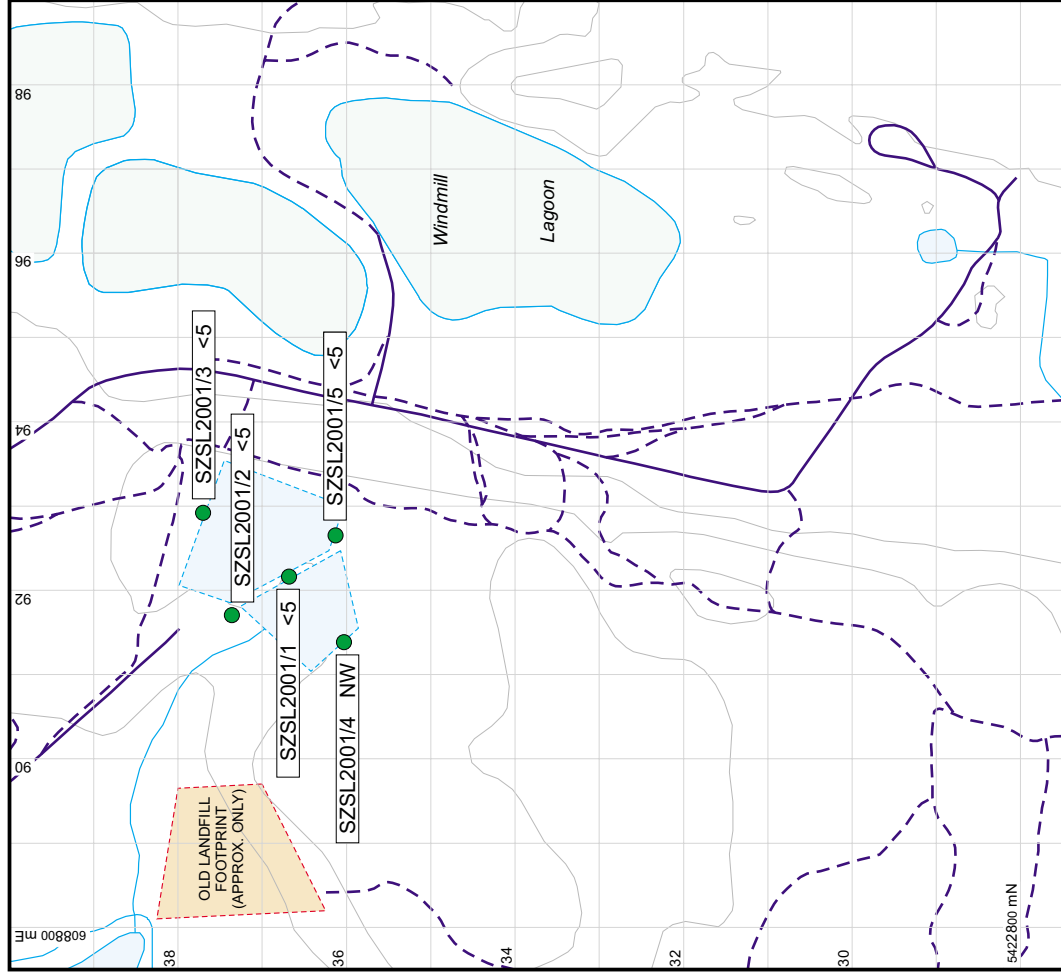 98
96
94
92
90
608800 mE
SZSL2001/3 <5
SZSL2001/2 <5
SZSL2001/5 <5
SZSL2001/1 <5
SZSL2001/4 NW
Windmill
Lagoon
OLD LANDFILL
FOOTPRINT
(APPROX. ONLY)
38
36
34
32
30
5422800 mN